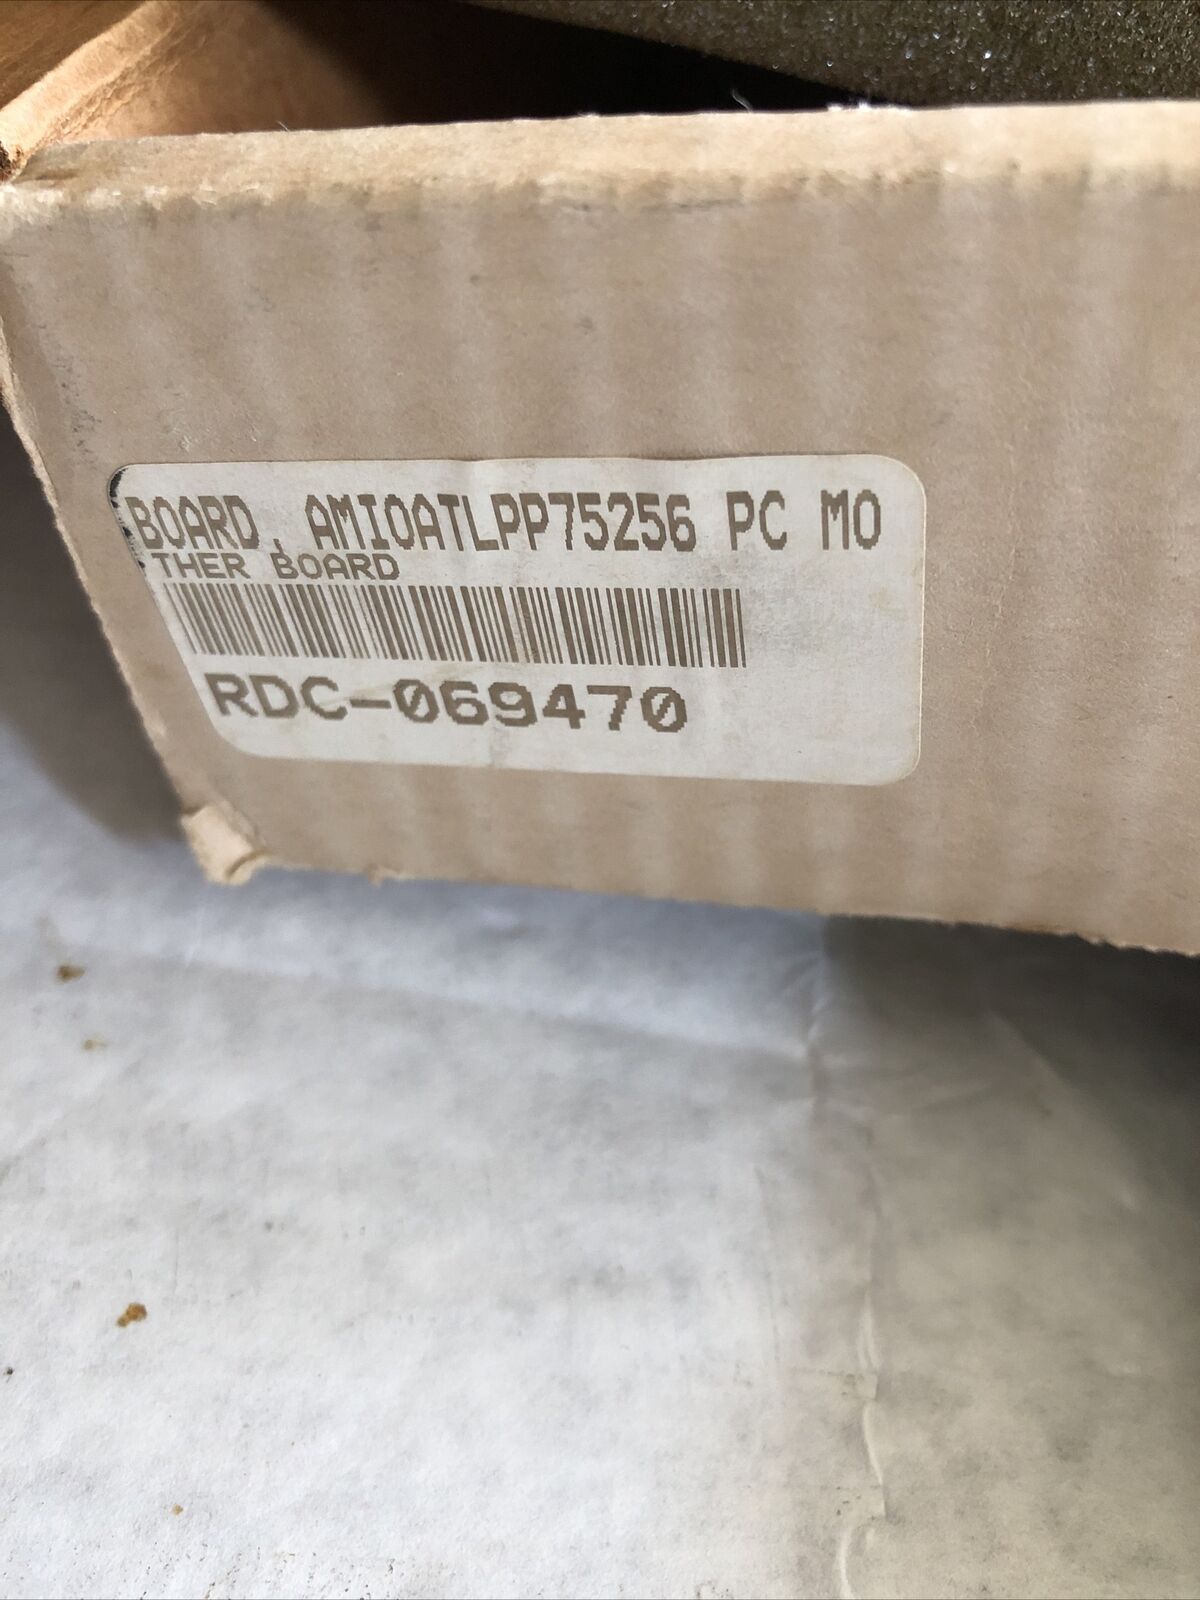 BOARD, AMIOATLPP75256 PC MO
THER BOARD
RDC-069470